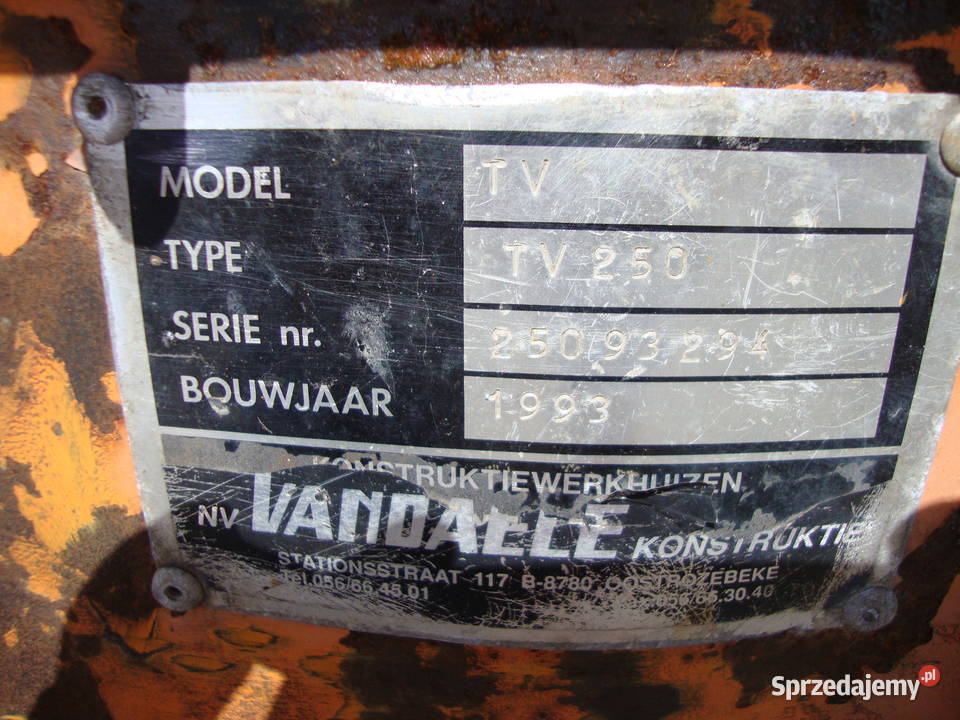 MODEL TV
TYPE TV 250
SERIE nr. 25093294
BOUWJAAR 1993
KONSTRUKTIEWERKHUIZEN
NV VANDAELE KONSTRUKTIE
STATIONSSTRAAT 117 B-8780 OOSTROZEBEKE
Tel.056/66.45.01 056/66.30.40
Sprzedajemy.pl